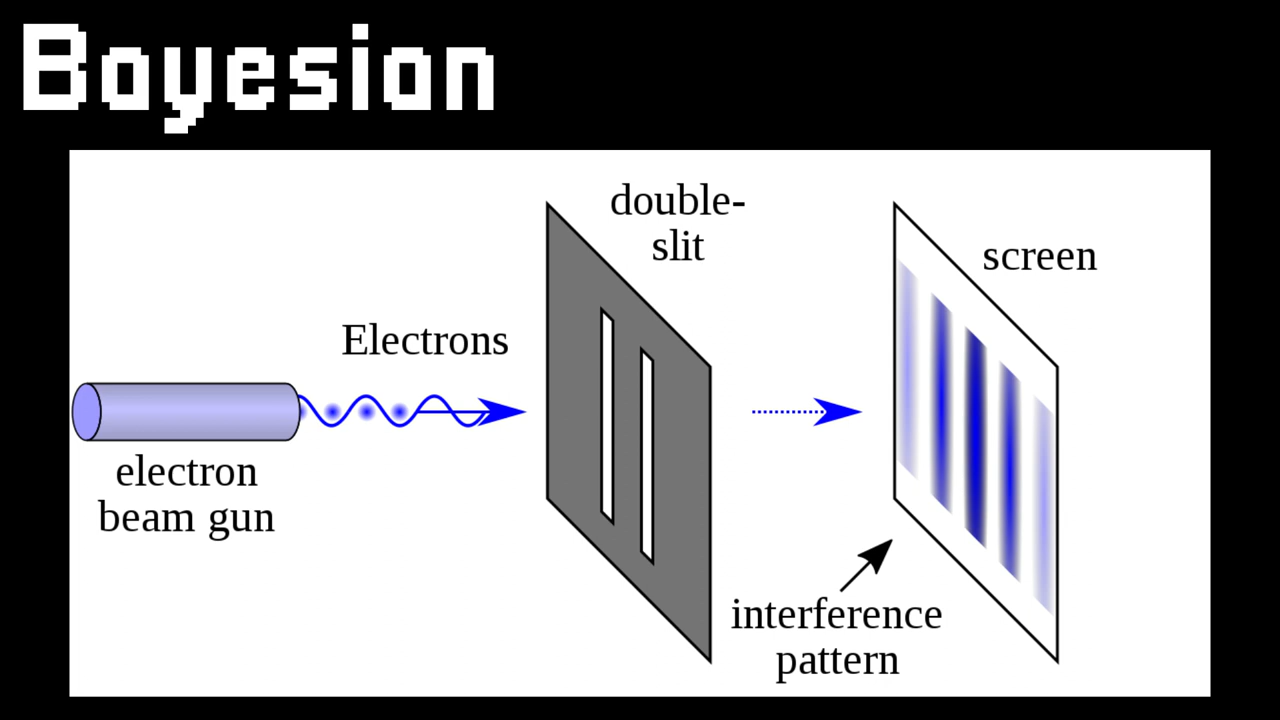 Bayesian
double-
slit
screen
Electrons
electron
beam gun
interference
pattern